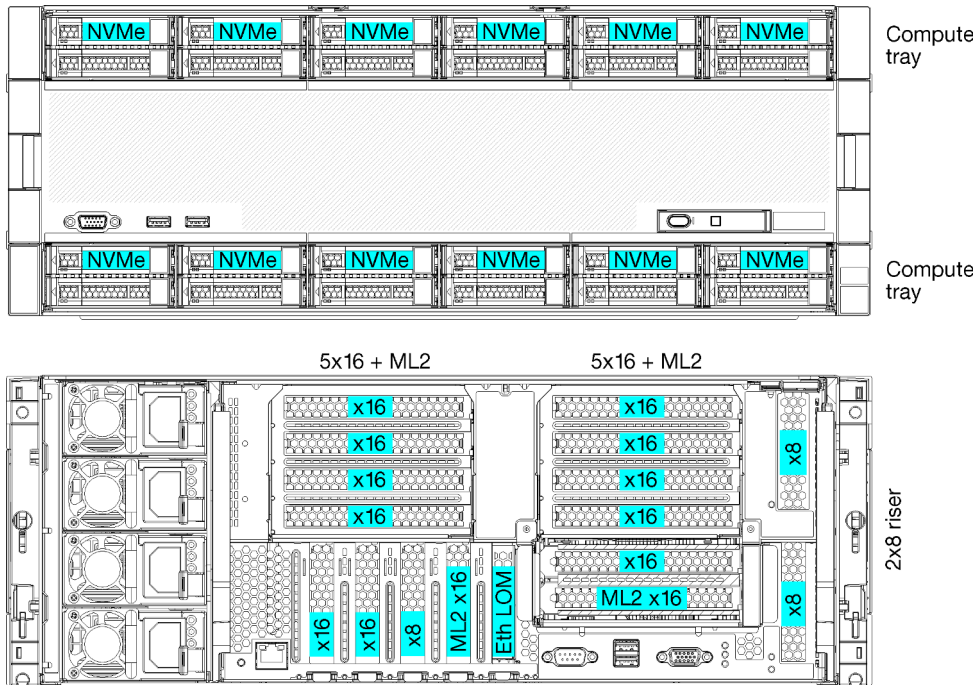 NVMe NVMe NVMe NVMe NVMe NVMe
Compute
tray
NVMe NVMe NVMe NVMe NVMe NVMe
Compute
tray
5x16 + ML2 5x16 + ML2
x16 x16
x16 x16
x16 x16
x16 x16
x8
2x8 riser
x16
ML2 x16
x8
x16
x16
x8
ML2 x16
Eth LOM